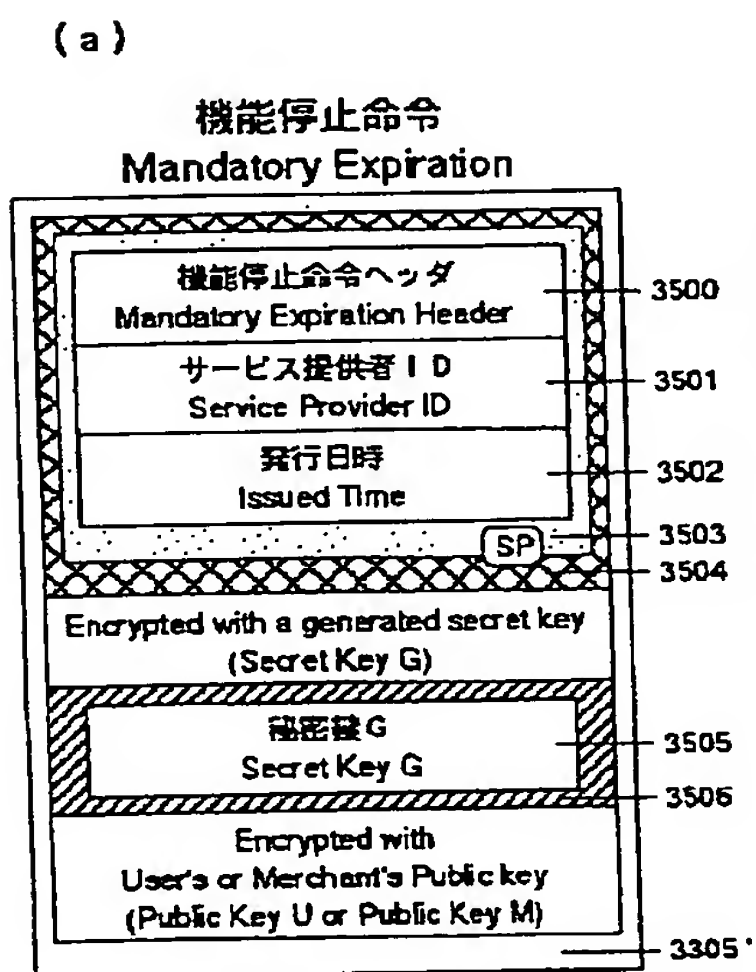 (a)
機能停止命令
Mandatory Expiration
機能停止命令ヘッダ
Mandatory Expiration Header
3500
サービス提供者ID
Service Provider ID
3501
発行日時
Issued Time
3502
SP
3503
3504
Encrypted with a generated secret key
(Secret Key G)
秘密鍵G
Secret Key G
3505
3506
Encrypted with
User's or Merchant's Public key
(Public Key U or Public Key M)
3305